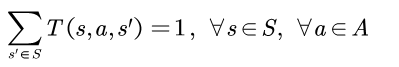 ∑_{s'∈S} T(s,a,s') = 1, ∀s∈S, ∀a∈A